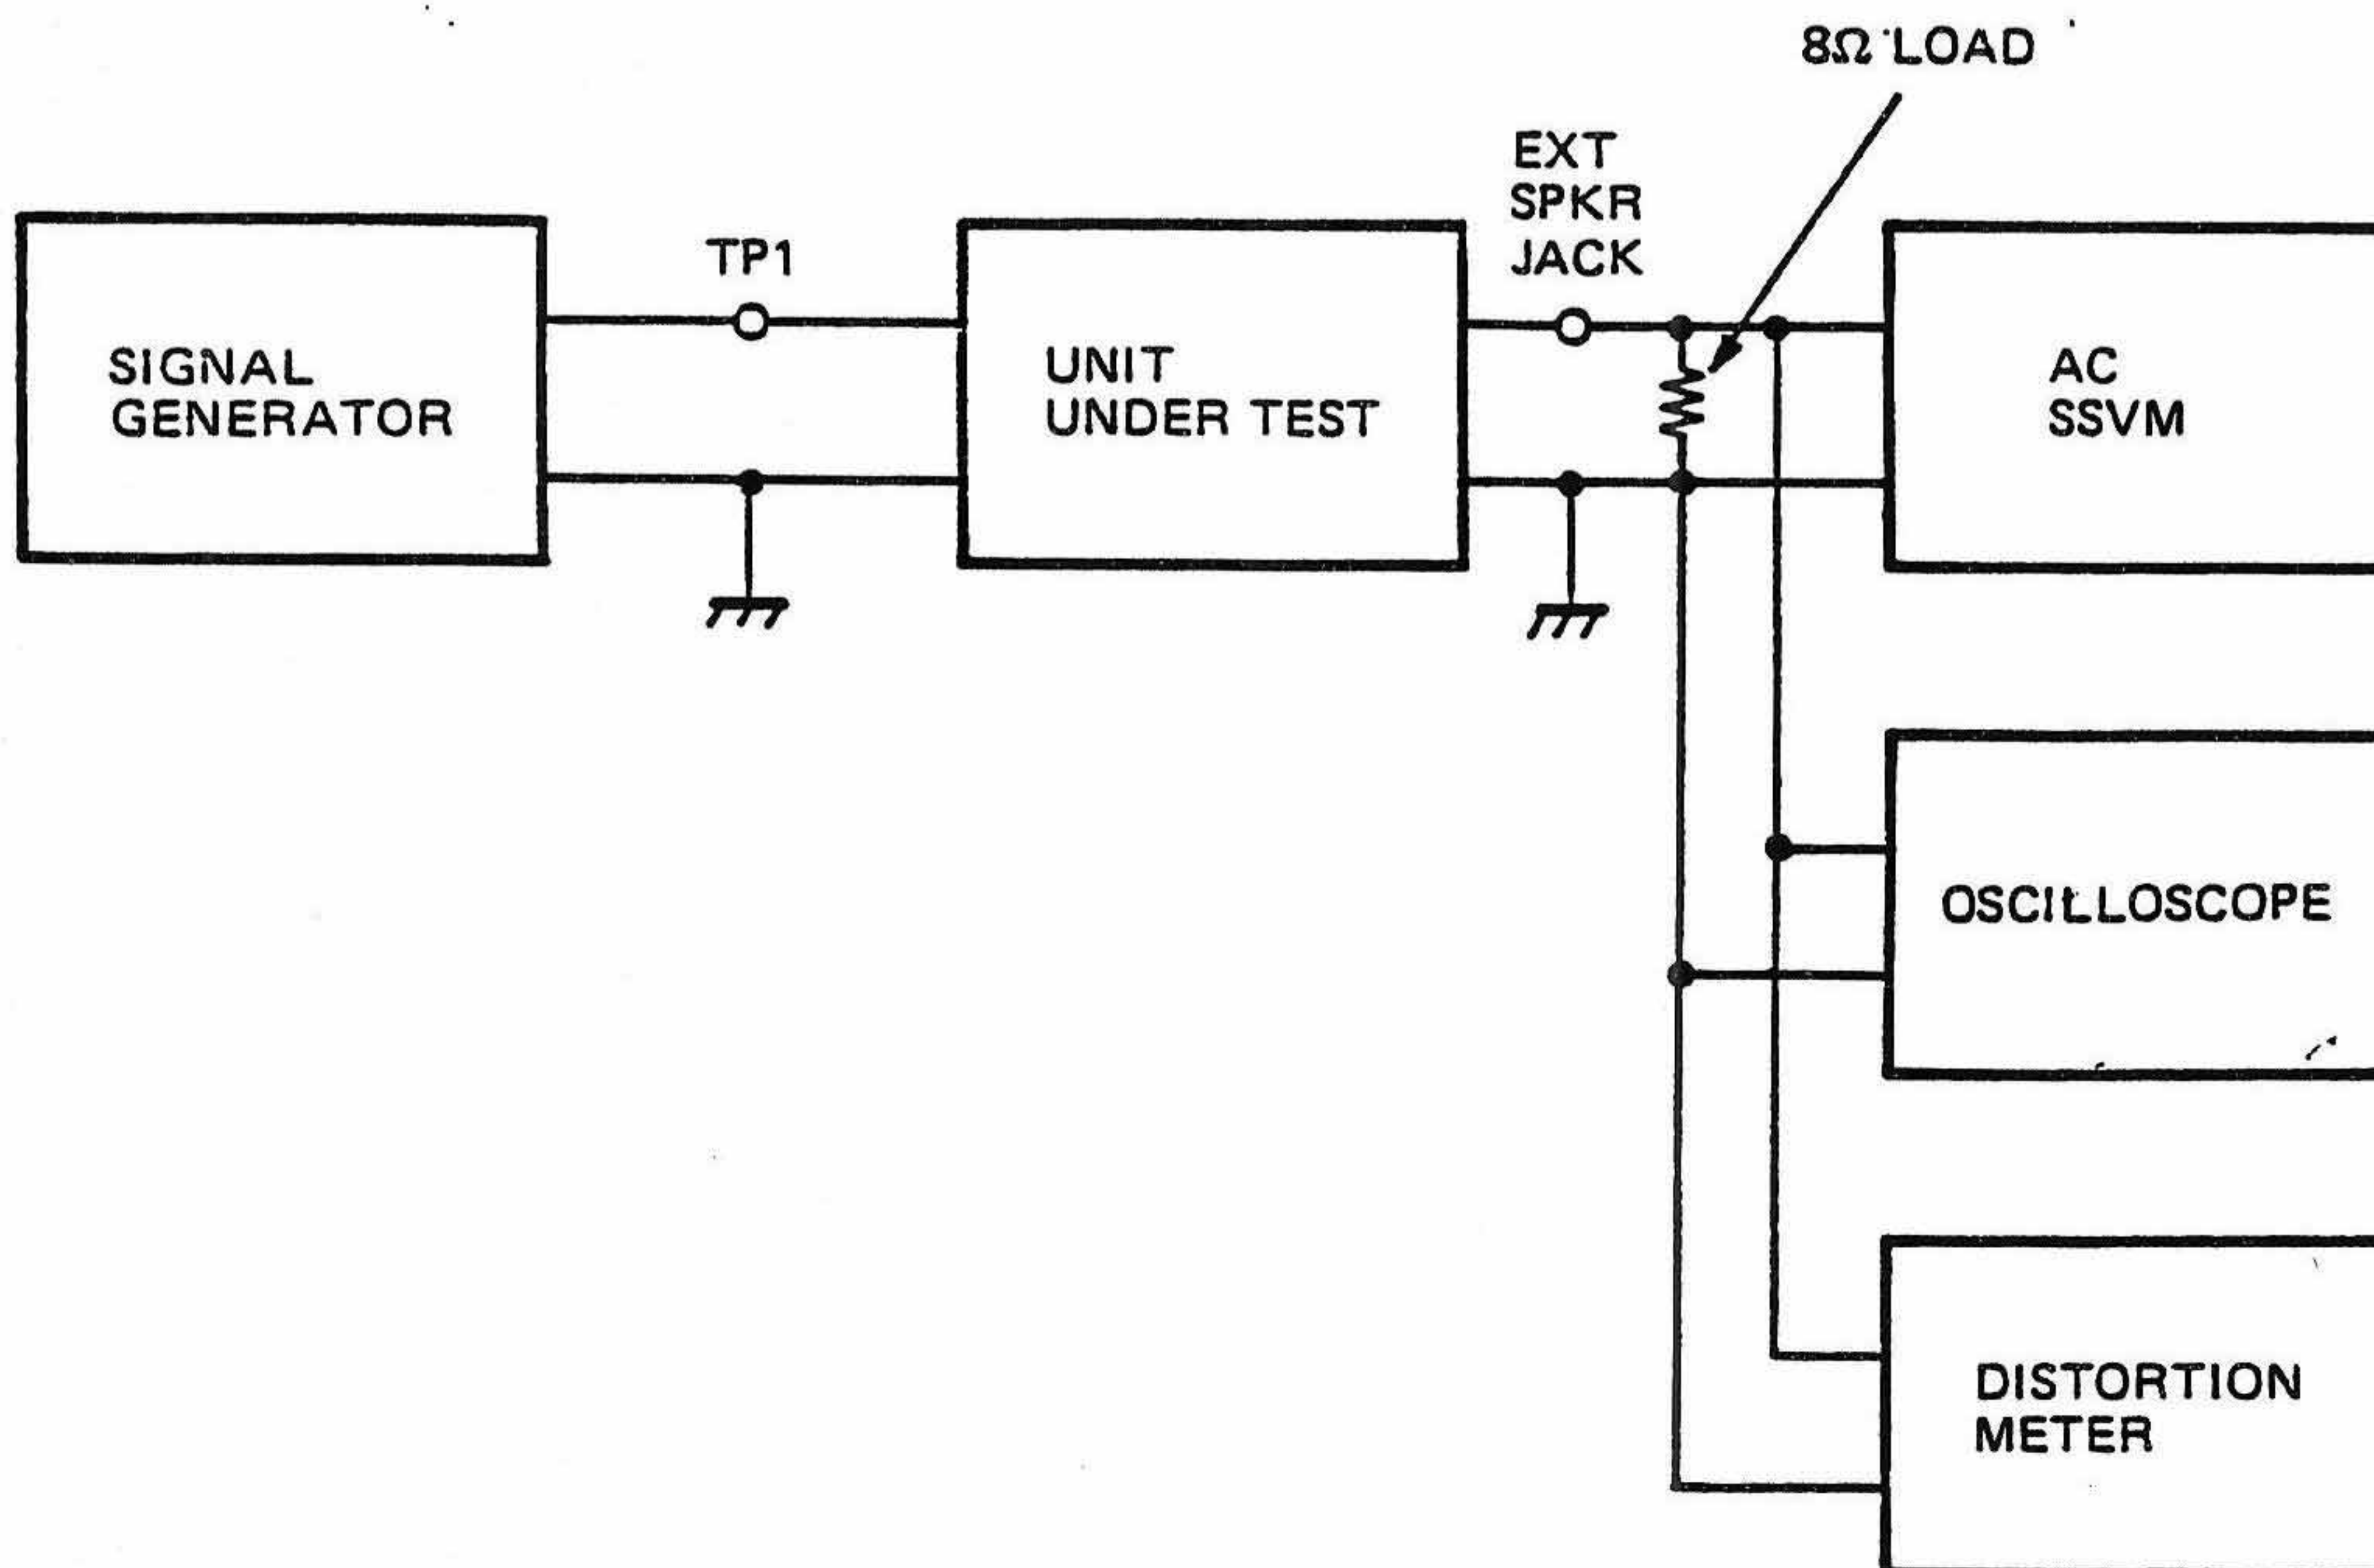 8Ω LOAD
EXT
SPKR
JACK
TP1
SIGNAL
GENERATOR
UNIT
UNDER TEST
AC
SSVM
OSCILLOSCOPE
DISTORTION
METER